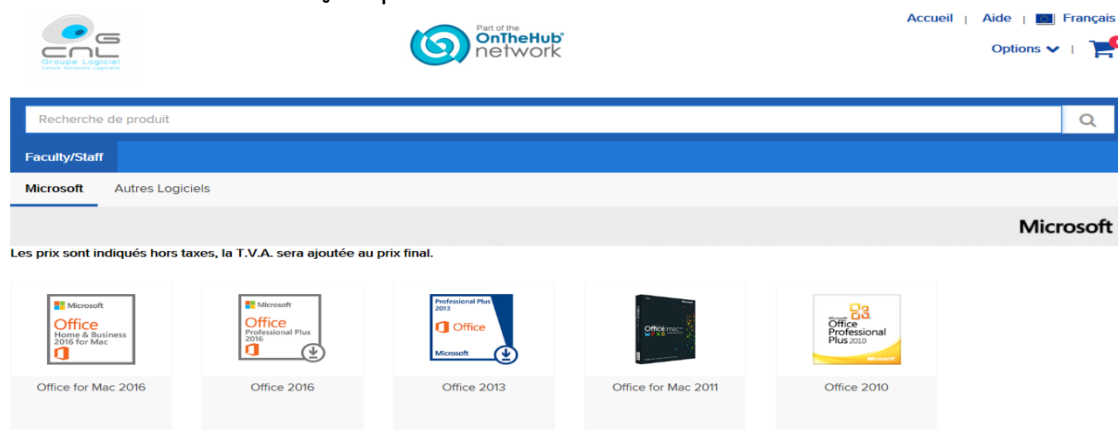 Accueil | Aide | Français
Part of the
OnTheHub
network
G
CNL
Groupe Logiciel
Options |
Recherche de produit
Faculty/Staff
Microsoft Autres Logiciels
Microsoft
Les prix sont indiqués hors taxes, la T.V.A. sera ajoutée au prix final.
Microsoft
Office
Home & Business
2016 for Mac
Microsoft
Office
Professional Plus
2016
Professional Plus
2013
Office
Microsoft
Office
Office
Professional
Plus 2010
Microsoft
Office for Mac 2016
Office 2016
Office 2013
Office for Mac 2011
Office 2010